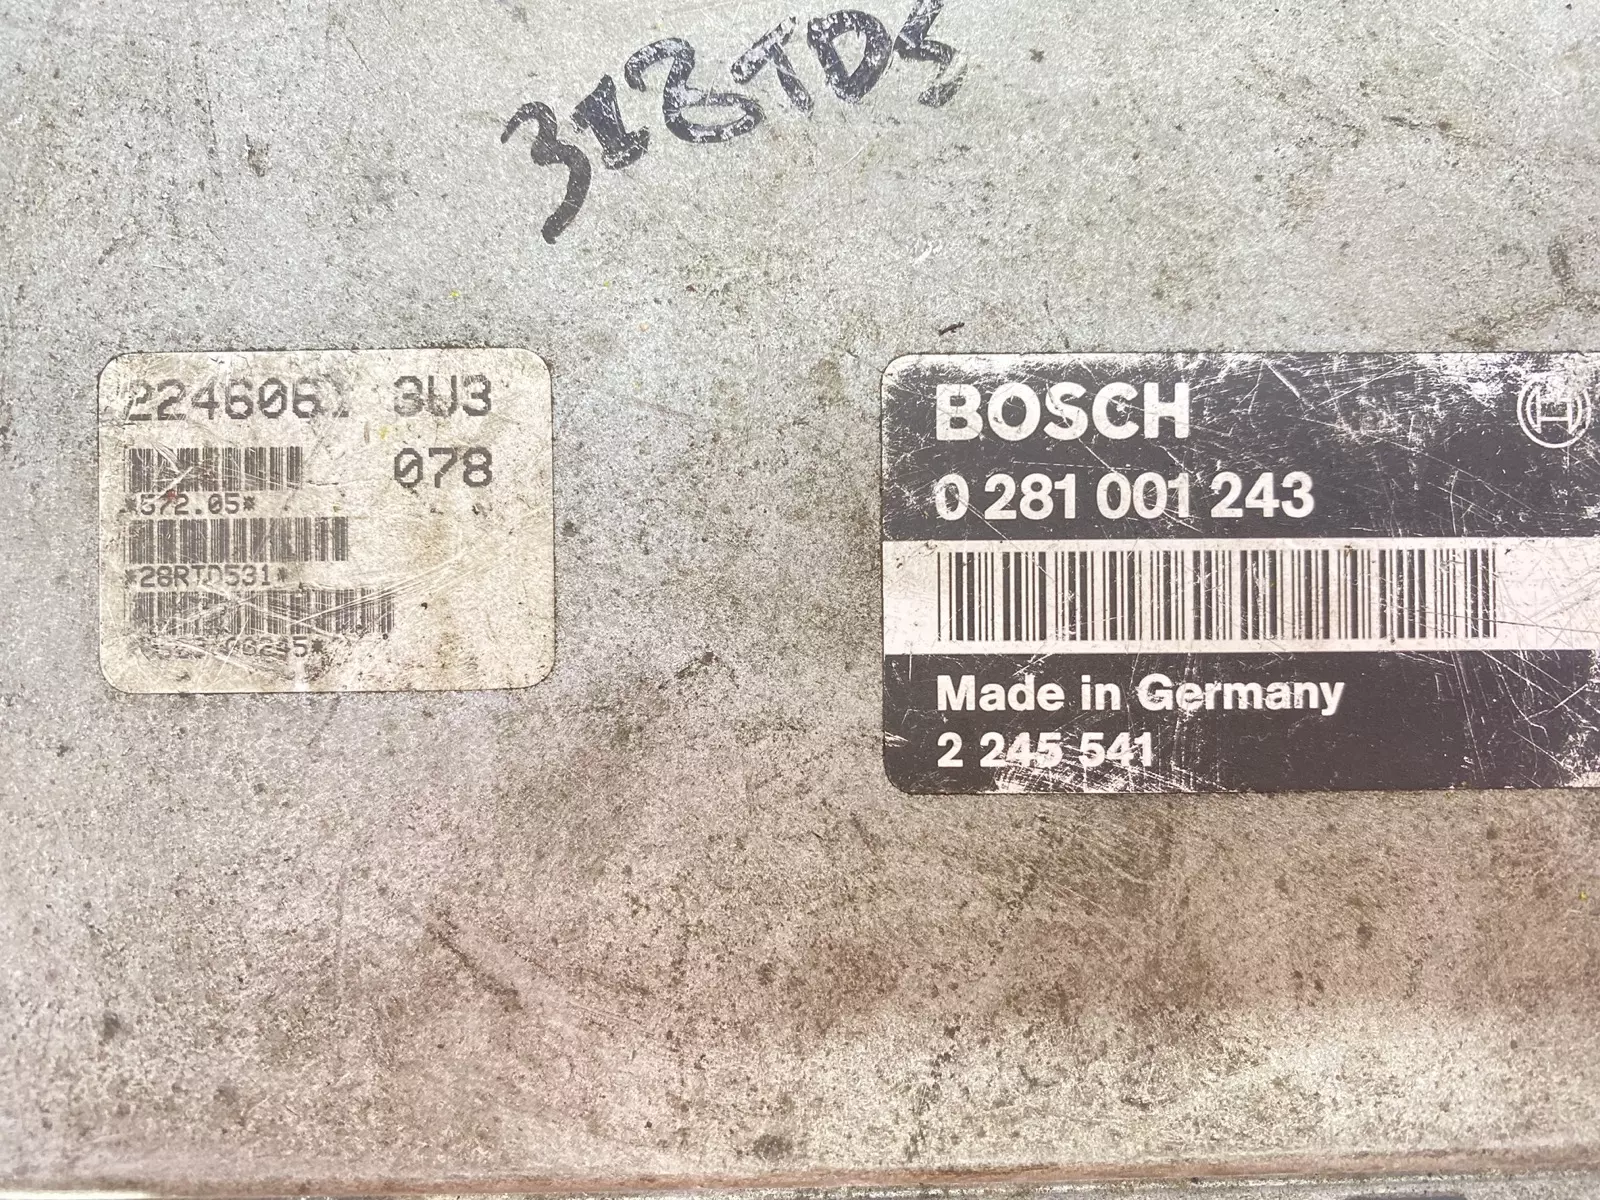 318TDS
2246061 3U3
078
*572.05*
*28RTD531*
BOSCH
0 281 001 243
Made in Germany
2 245 541